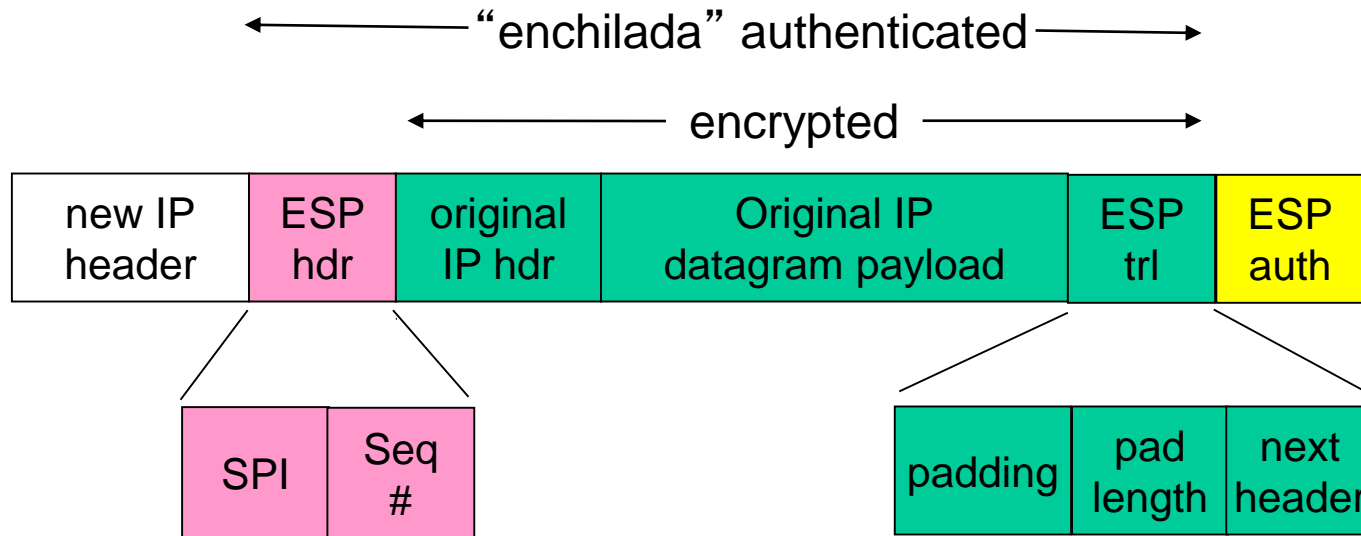 “enchilada” authenticated
encrypted
new IP
header
ESP
hdr
original
IP hdr
Original IP
datagram payload
ESP
trl
ESP
auth
SPI
Seq
#
padding
pad
length
next
header